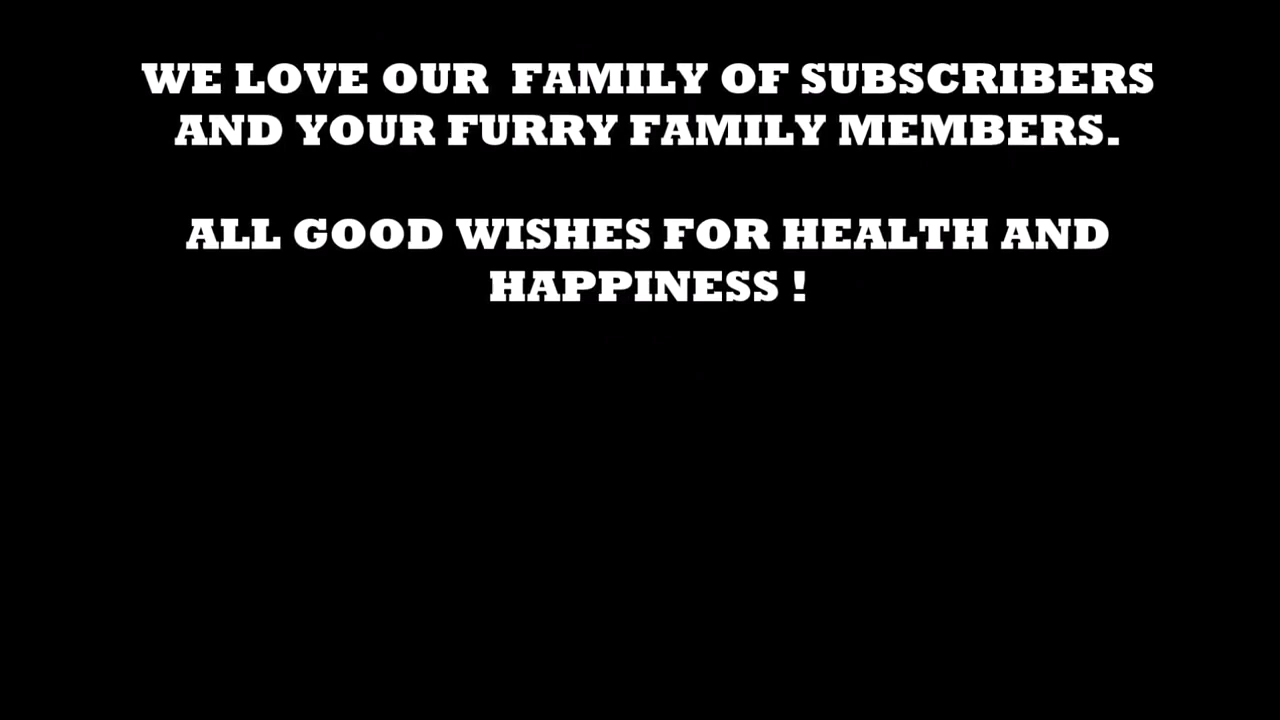 WE LOVE OUR  FAMILY OF SUBSCRIBERS
AND YOUR FURRY FAMILY MEMBERS.
ALL GOOD WISHES FOR HEALTH AND
HAPPINESS !